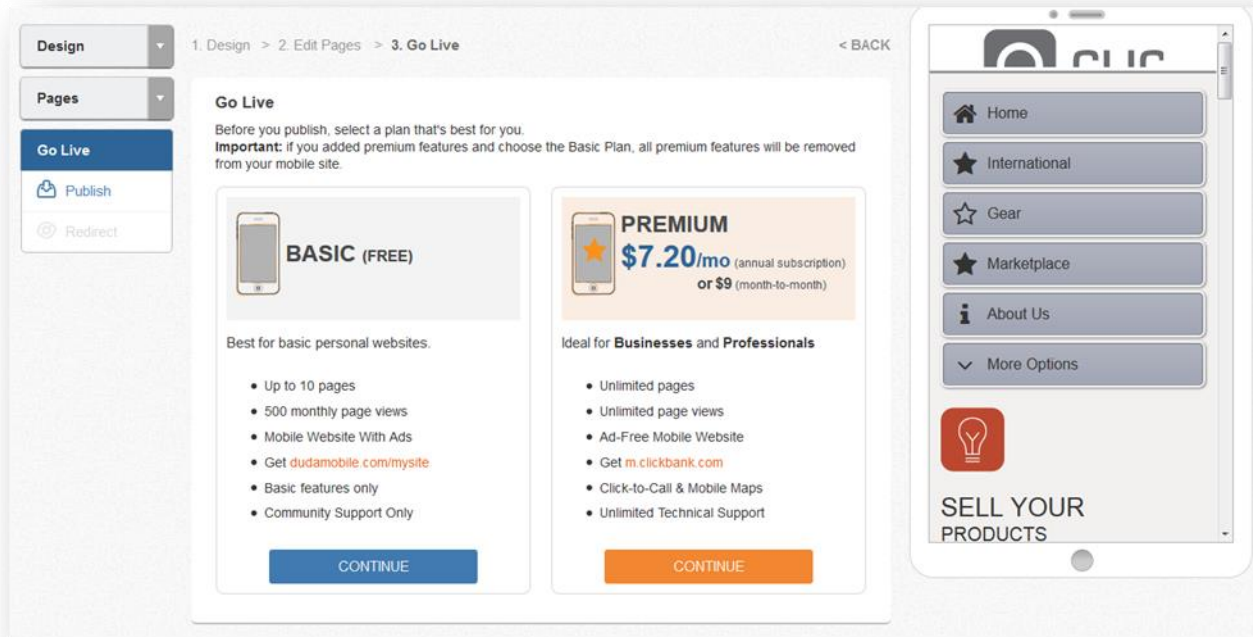 Design
1. Design > 2. Edit Pages > 3. Go Live
< BACK
Pages
Go Live
Publish
Redirect
Go Live
Before you publish, select a plan that's best for you.
Important: if you added premium features and choose the Basic Plan, all premium features will be removed
from your mobile site.
BASIC (FREE)
Best for basic personal websites.
• Up to 10 pages
• 500 monthly page views
• Mobile Website With Ads
• Get dudamobile.com/mysite
• Basic features only
• Community Support Only
CONTINUE
PREMIUM
$7.20/mo (annual subscription)
or $9 (month-to-month)
Ideal for Businesses and Professionals
• Unlimited pages
• Unlimited page views
• Ad-Free Mobile Website
• Get m.clickbank.com
• Click-to-Call & Mobile Maps
• Unlimited Technical Support
CONTINUE
Home
International
Gear
Marketplace
About Us
More Options
SELL YOUR
PRODUCTS